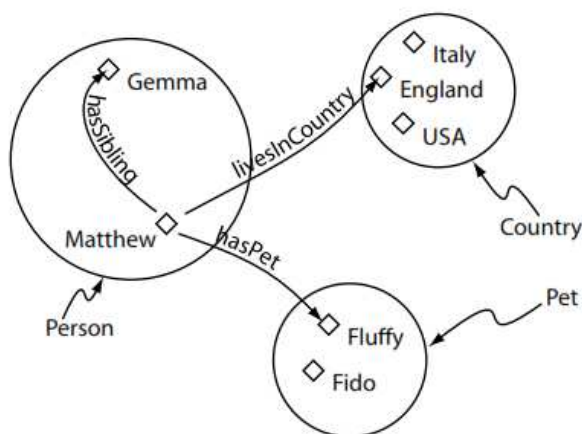 Gemma
hasSibling
Matthew
Person
livesInCountry
Italy
England
USA
Country
hasPet
Fluffy
Fido
Pet